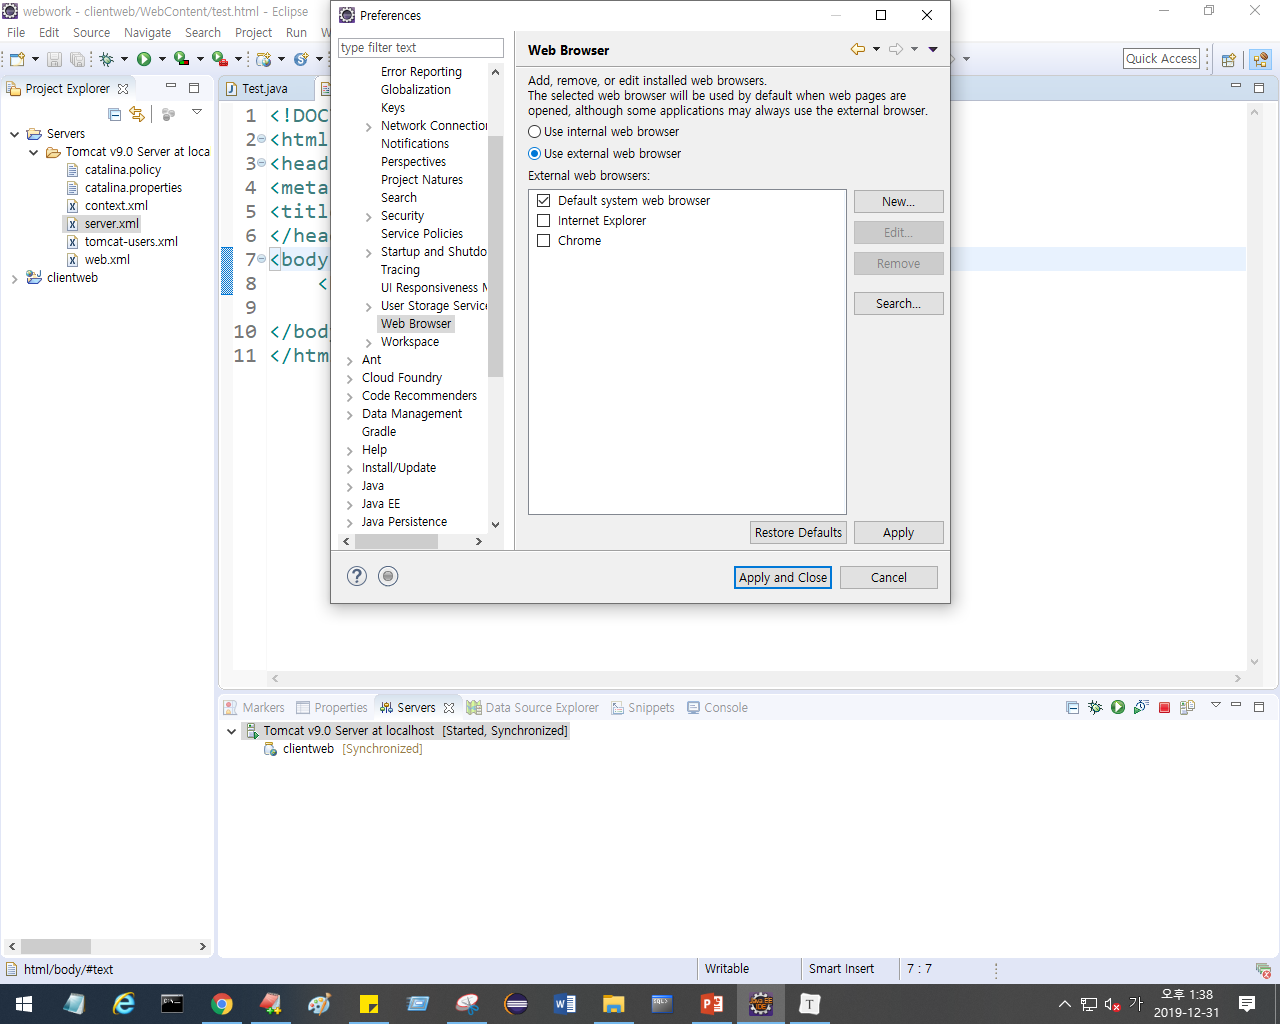 webwork - clientweb/WebContent/test.html - Eclipse
File Edit Source Navigate Search Project Run
Quick Access
Project Explorer
Servers
Tomcat v9.0 Server at loca
catalina.policy
catalina.properties
context.xml
server.xml
tomcat-users.xml
web.xml
clientweb
Test.java
1 <!DOC
2 <html
3 <head
4 <meta
5 <titl
6 </hea
7 <body
8 <
9
10 </body
11 </htm
Preferences
type filter text
Error Reporting
Globalization
Keys
Network Connection
Notifications
Perspectives
Project Natures
Search
Security
Service Policies
Startup and Shutdo
Tracing
UI Responsiveness M
User Storage Service
Web Browser
Workspace
Ant
Cloud Foundry
Code Recommenders
Data Management
Gradle
Help
Install/Update
Java
Java EE
Java Persistence
Web Browser
Add, remove, or edit installed web browsers.
The selected web browser will be used by default when web pages are
opened, although some applications may always use the external browser.
Use internal web browser
Use external web browser
External web browsers:
Default system web browser
Internet Explorer
Chrome
New...
Edit...
Remove
Search...
Restore Defaults Apply
Apply and Close Cancel
Markers Properties Servers Data Source Explorer Snippets Console
Tomcat v9.0 Server at localhost [Started, Synchronized]
clientweb [Synchronized]
html/body/#text
Writable Smart Insert 7 : 7
가
오후 1:38
2019-12-31